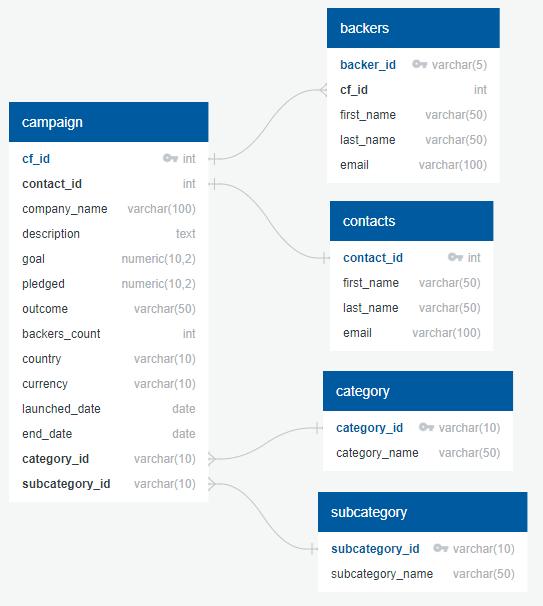 campaign
cf_id int
contact_id int
company_name varchar(100)
description text
goal numeric(10,2)
pledged numeric(10,2)
outcome varchar(50)
backers_count int
country varchar(10)
currency varchar(10)
launched_date date
end_date date
category_id varchar(10)
subcategory_id varchar(10)
backers
backer_id varchar(5)
cf_id int
first_name varchar(50)
last_name varchar(50)
email varchar(100)
contacts
contact_id int
first_name varchar(50)
last_name varchar(50)
email varchar(100)
category
category_id varchar(10)
category_name varchar(50)
subcategory
subcategory_id varchar(10)
subcategory_name varchar(50)